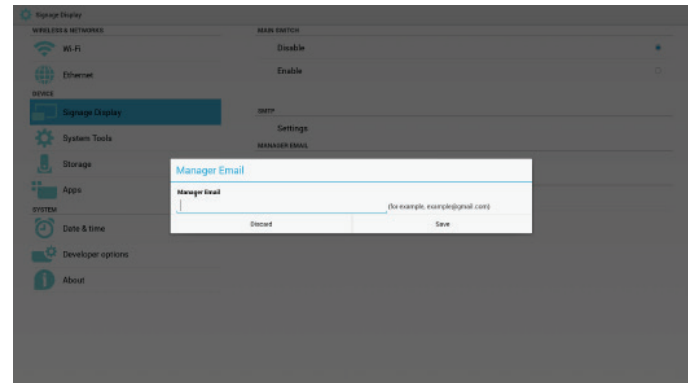 Signage Display
WIRELESS & NETWORKS
Wi-Fi
Ethernet
DEVICE
Signage Display
System Tools
Storage
Apps
SYSTEM
Date & time
Developer options
About
MAIN SWITCH
Disable
Enable
SMTP
Settings
MANAGER EMAIL
Manager Email
Manager Email
(for example, example@gmail.com)
Discard Save